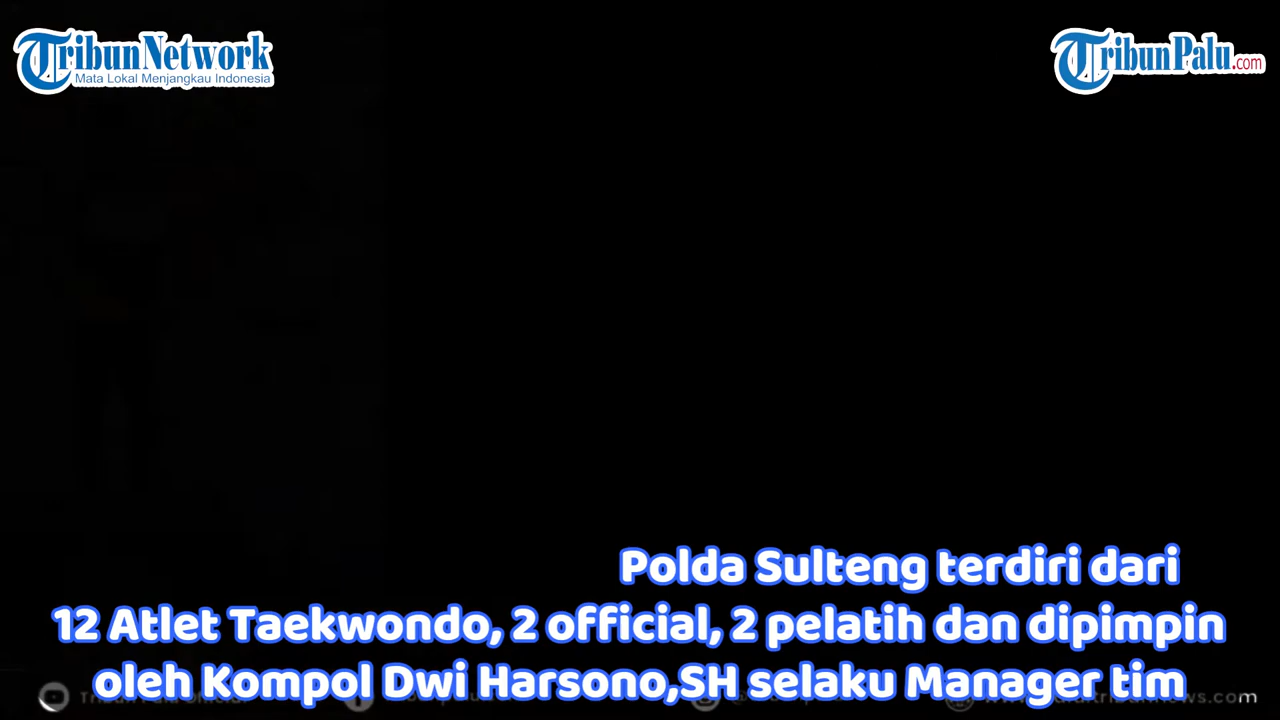 TribunNetwork
Mata Lokal Menjangkau Indonesia
TribunPalu.com
Polda Sulteng terdiri dari
12 Atlet Taekwondo, 2 official, 2 pelatih dan dipimpin
oleh Kompol Dwi Harsono,SH selaku Manager tim